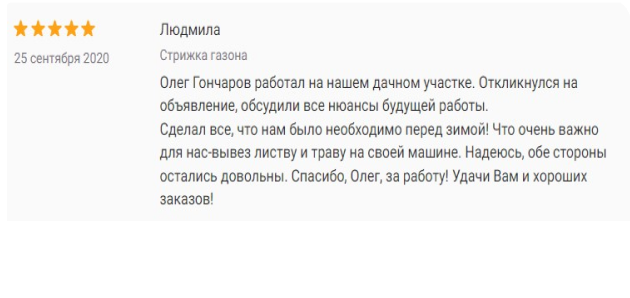 Людмила
25 сентября 2020
Стрижка газона
Олег Гончаров работал на нашем дачном участке. Откликнулся на
объявление, обсудили все нюансы будущей работы.
Сделал все, что нам было необходимо перед зимой! Что очень важно
для нас-вывез листву и траву на своей машине. Надеюсь, обе стороны
остались довольны. Спасибо, Олег, за работу! Удачи Вам и хороших
заказов!